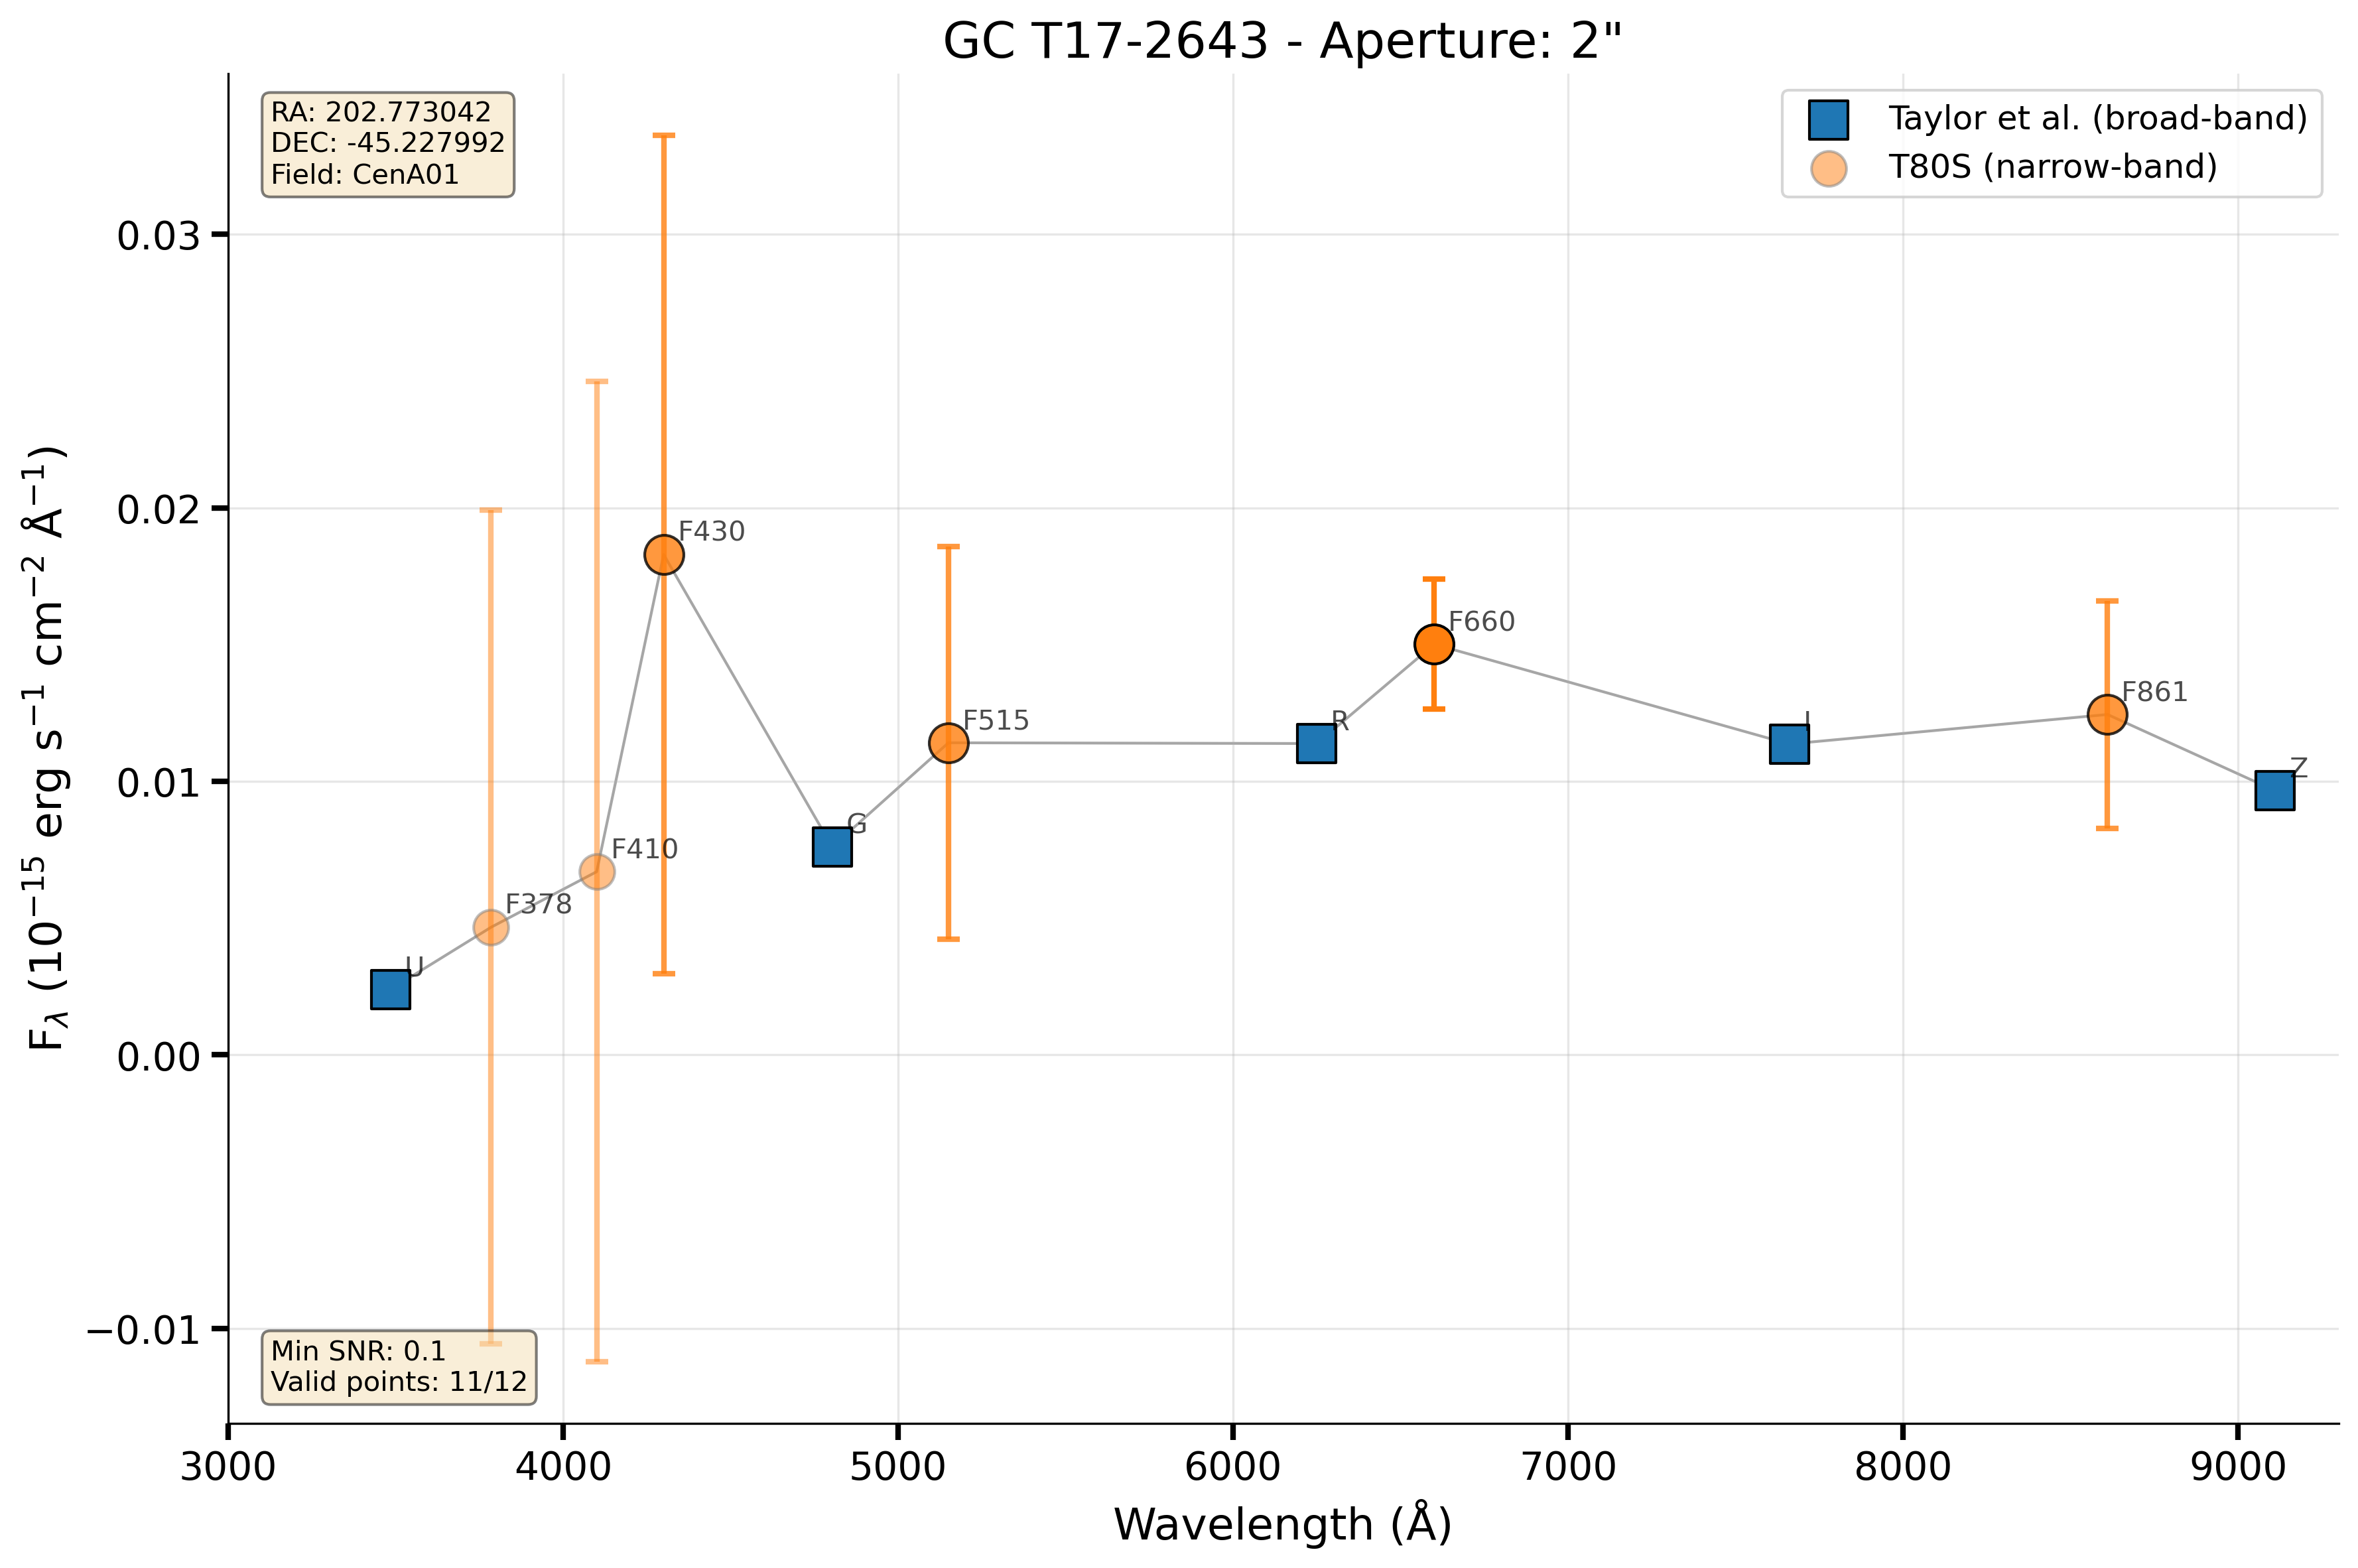 GC T17-2643 - Aperture: 2"
RA: 202.773042
DEC: -45.227992
Field: CenA01
Taylor et al. (broad-band)
T80S (narrow-band)
F$_{\lambda}$ (10$^{-15}$ erg s$^{-1}$ cm$^{-2}$ Å$^{-1}$)
0.03
0.02
0.01
0.00
−0.01
U
F378
F410
F430
G
F515
R
F660
I
F861
Z
Min SNR: 0.1
Valid points: 11/12
3000 4000 5000 6000 7000 8000 9000
Wavelength (Å)